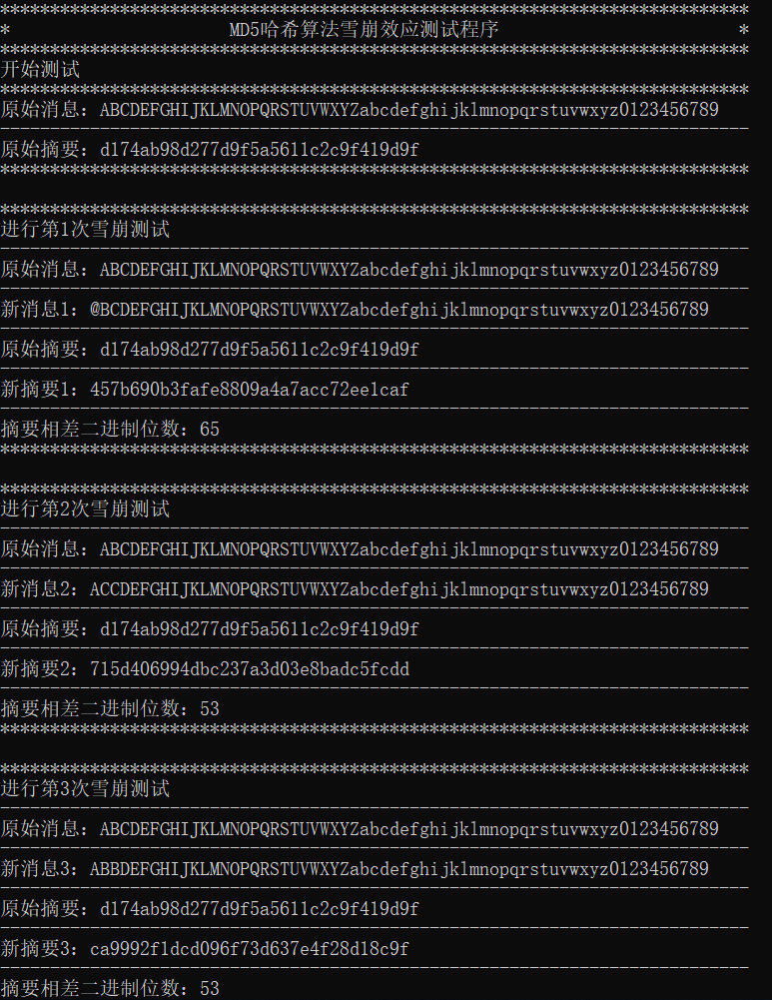 ***************************************************************************
* MD5哈希算法雪崩效应测试程序 *
***************************************************************************
开始测试
***************************************************************************
原始消息：ABCDEFGHIJKLMNOPQRSTUVWXYZabcdefghijklmnopqrstuvwxyz0123456789
---------------------------------------------------------------------------
原始摘要：d174ab98d277d9f5a5611c2c9f419d9f
***************************************************************************
***************************************************************************
进行第1次雪崩测试
---------------------------------------------------------------------------
原始消息：ABCDEFGHIJKLMNOPQRSTUVWXYZabcdefghijklmnopqrstuvwxyz0123456789
---------------------------------------------------------------------------
新消息1：@BCDEFGHIJKLMNOPQRSTUVWXYZabcdefghijklmnopqrstuvwxyz0123456789
---------------------------------------------------------------------------
原始摘要：d174ab98d277d9f5a5611c2c9f419d9f
---------------------------------------------------------------------------
新摘要1：457b690b3fafe8809a4a7acc72ee1caf
---------------------------------------------------------------------------
摘要相差二进制位数：65
***************************************************************************
***************************************************************************
进行第2次雪崩测试
---------------------------------------------------------------------------
原始消息：ABCDEFGHIJKLMNOPQRSTUVWXYZabcdefghijklmnopqrstuvwxyz0123456789
---------------------------------------------------------------------------
新消息2：ACCDEFGHIJKLMNOPQRSTUVWXYZabcdefghijklmnopqrstuvwxyz0123456789
---------------------------------------------------------------------------
原始摘要：d174ab98d277d9f5a5611c2c9f419d9f
---------------------------------------------------------------------------
新摘要2：715d406994dbc237a3d03e8badc5fcdd
---------------------------------------------------------------------------
摘要相差二进制位数：53
***************************************************************************
***************************************************************************
进行第3次雪崩测试
---------------------------------------------------------------------------
原始消息：ABCDEFGHIJKLMNOPQRSTUVWXYZabcdefghijklmnopqrstuvwxyz0123456789
---------------------------------------------------------------------------
新消息3：ABBDEFGHIJKLMNOPQRSTUVWXYZabcdefghijklmnopqrstuvwxyz0123456789
---------------------------------------------------------------------------
原始摘要：d174ab98d277d9f5a5611c2c9f419d9f
---------------------------------------------------------------------------
新摘要3：ca9992f1dcd096f73d637e4f28d18c9f
---------------------------------------------------------------------------
摘要相差二进制位数：53